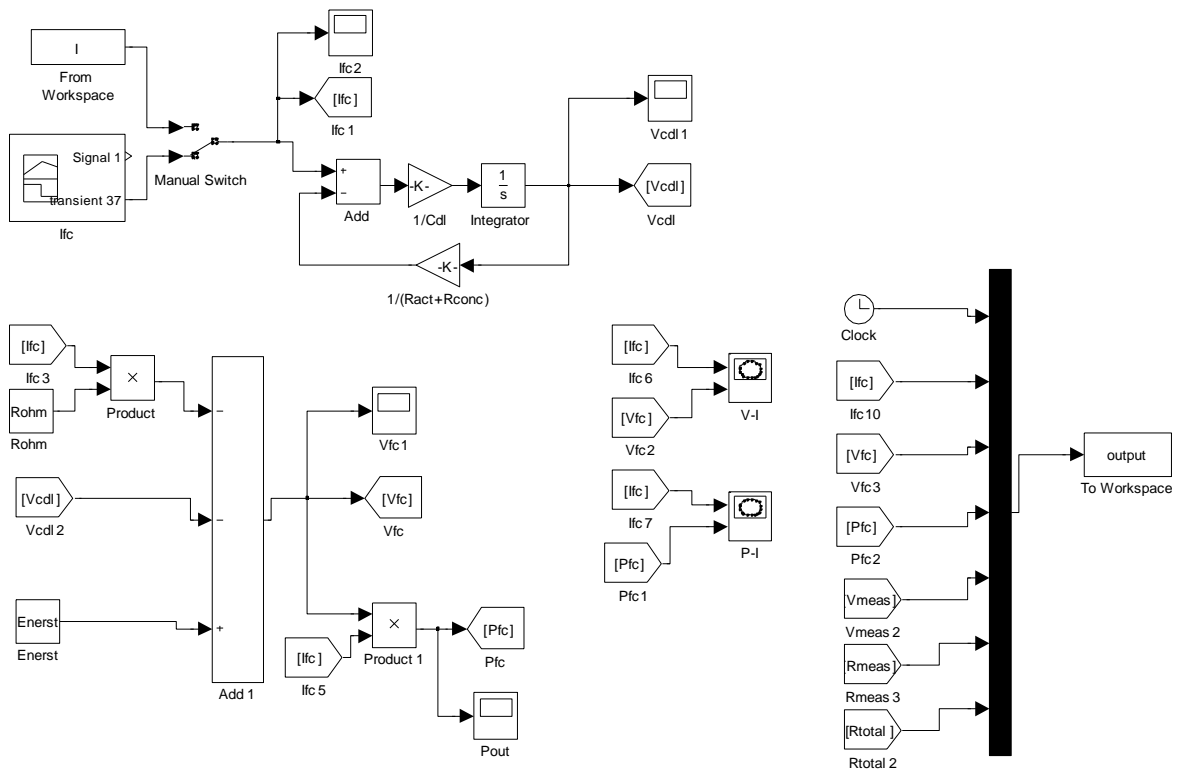 I
From
Workspace
Signal 1
transient 37
Ifc
Manual Switch
Ifc2
[Ifc]
Ifc 1
+
−
Add
-K-
1/Cdl
1
s
Integrator
Vcdl 1
[Vcdl]
Vcdl
-K-
1/(Ract+Rconc)
[Ifc]
Ifc 3
Rohm
Rohm
×
Product
[Vcdl]
Vcdl 2
Enerst
Enerst
−
−
+
Add 1
Vfc1
[Vfc]
Vfc
[Ifc]
Ifc 5
×
Product 1
[Pfc]
Pfc
Pout
[Ifc]
Ifc 6
[Vfc]
Vfc2
V-I
[Ifc]
Ifc 7
[Pfc]
Pfc1
P-I
Clock
[Ifc]
Ifc10
[Vfc]
Vfc3
[Pfc]
Pfc2
[Vmeas]
Vmeas 2
[Rmeas]
Rmeas 3
[Rtotal ]
Rtotal 2
output
To Workspace